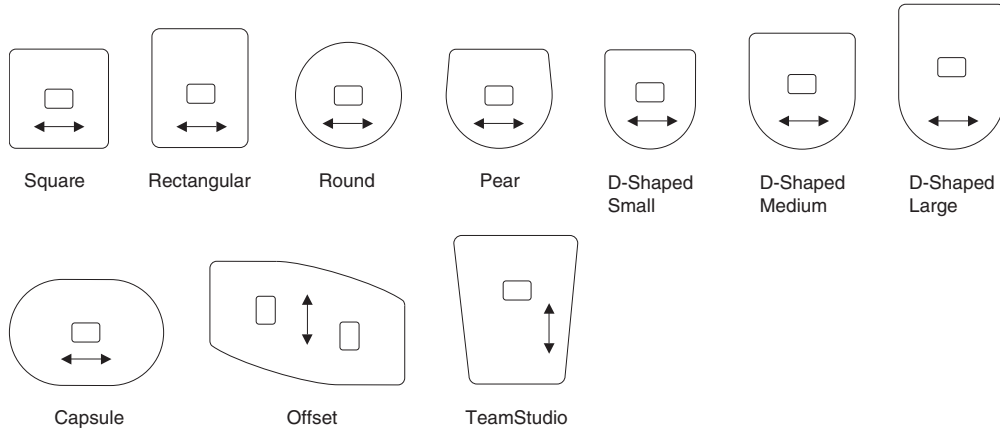 Square
Rectangular
Round
Pear
D-Shaped
Small
D-Shaped
Medium
D-Shaped
Large
Capsule
Offset
TeamStudio